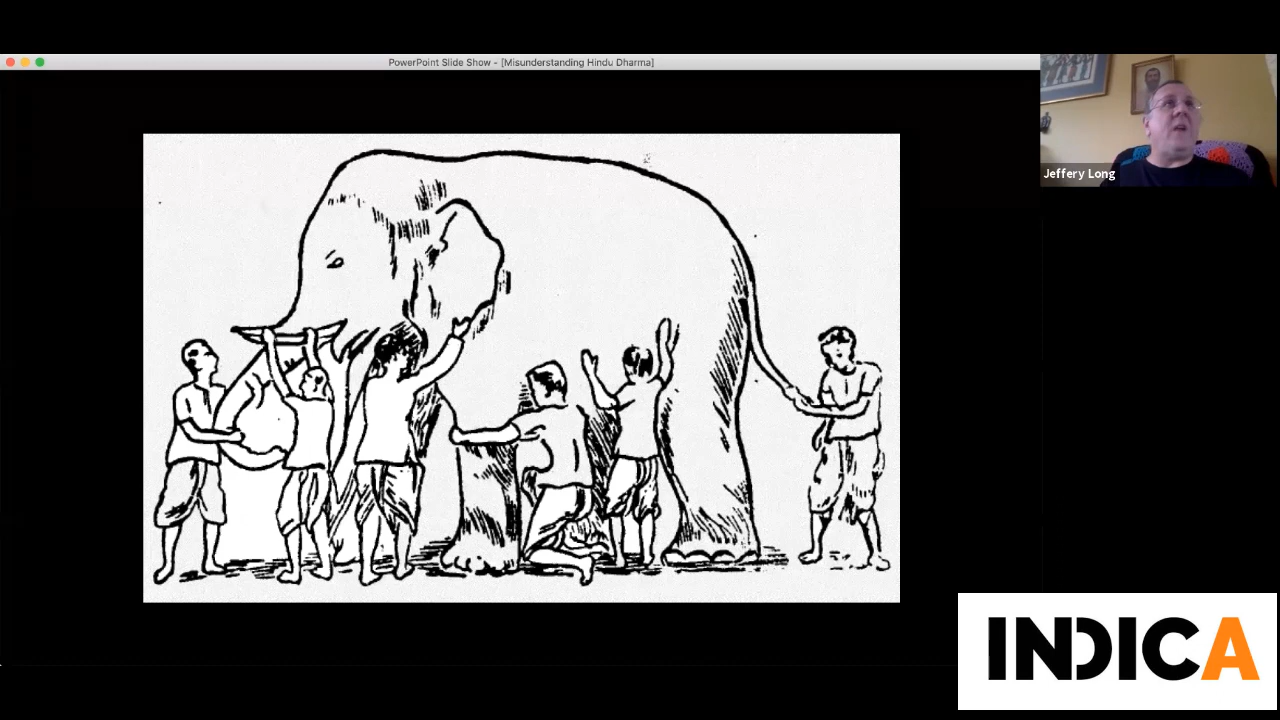 PowerPoint Slide Show - [Misunderstanding Hindu Dharma]
Jeffery Long
INDICA